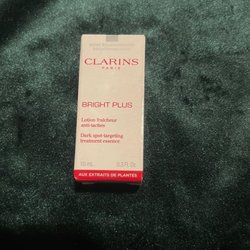 CLARINS
PARIS
BRIGHT PLUS
Lotion fraîcheur
anti-taches
Dark spot-targeting
treatment essence
10 mL 0.3 Fl. Oz.
AUX EXTRAITS DE PLANTES